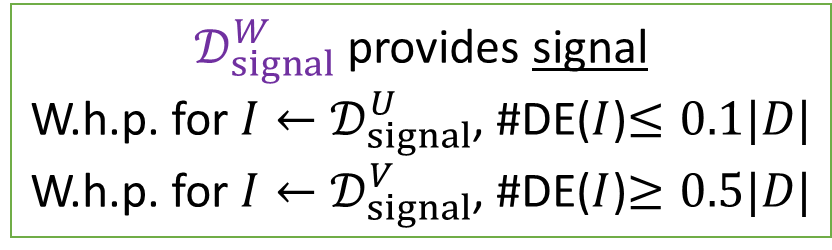 𝒟^W_signal provides signal
W.h.p. for 𝐼 ← 𝒟^U_signal, #DE(𝐼)≤ 0.1|𝐷|
W.h.p. for 𝐼 ← 𝒟^V_signal, #DE(𝐼)≥ 0.5|𝐷|